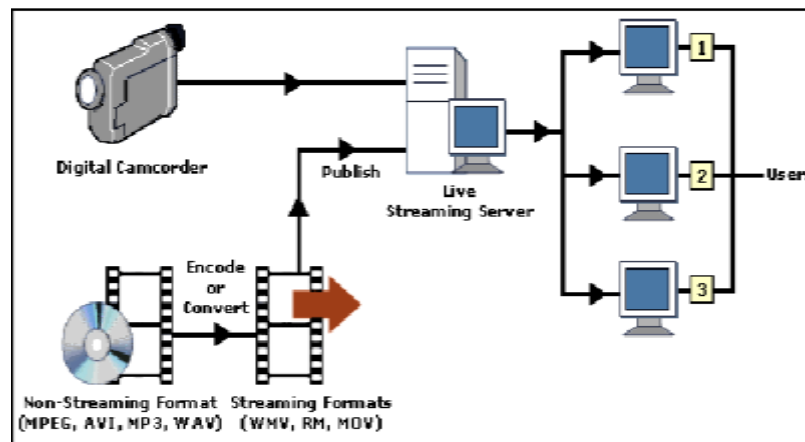 1
Digital Camcorder
Publish
Live
Streaming Server
2
User
3
Encode
or
Convert
Non-Streaming Format
(MPEG, AVI, MP3, WAV)
Streaming Formats
(WMV, RM, MOV)